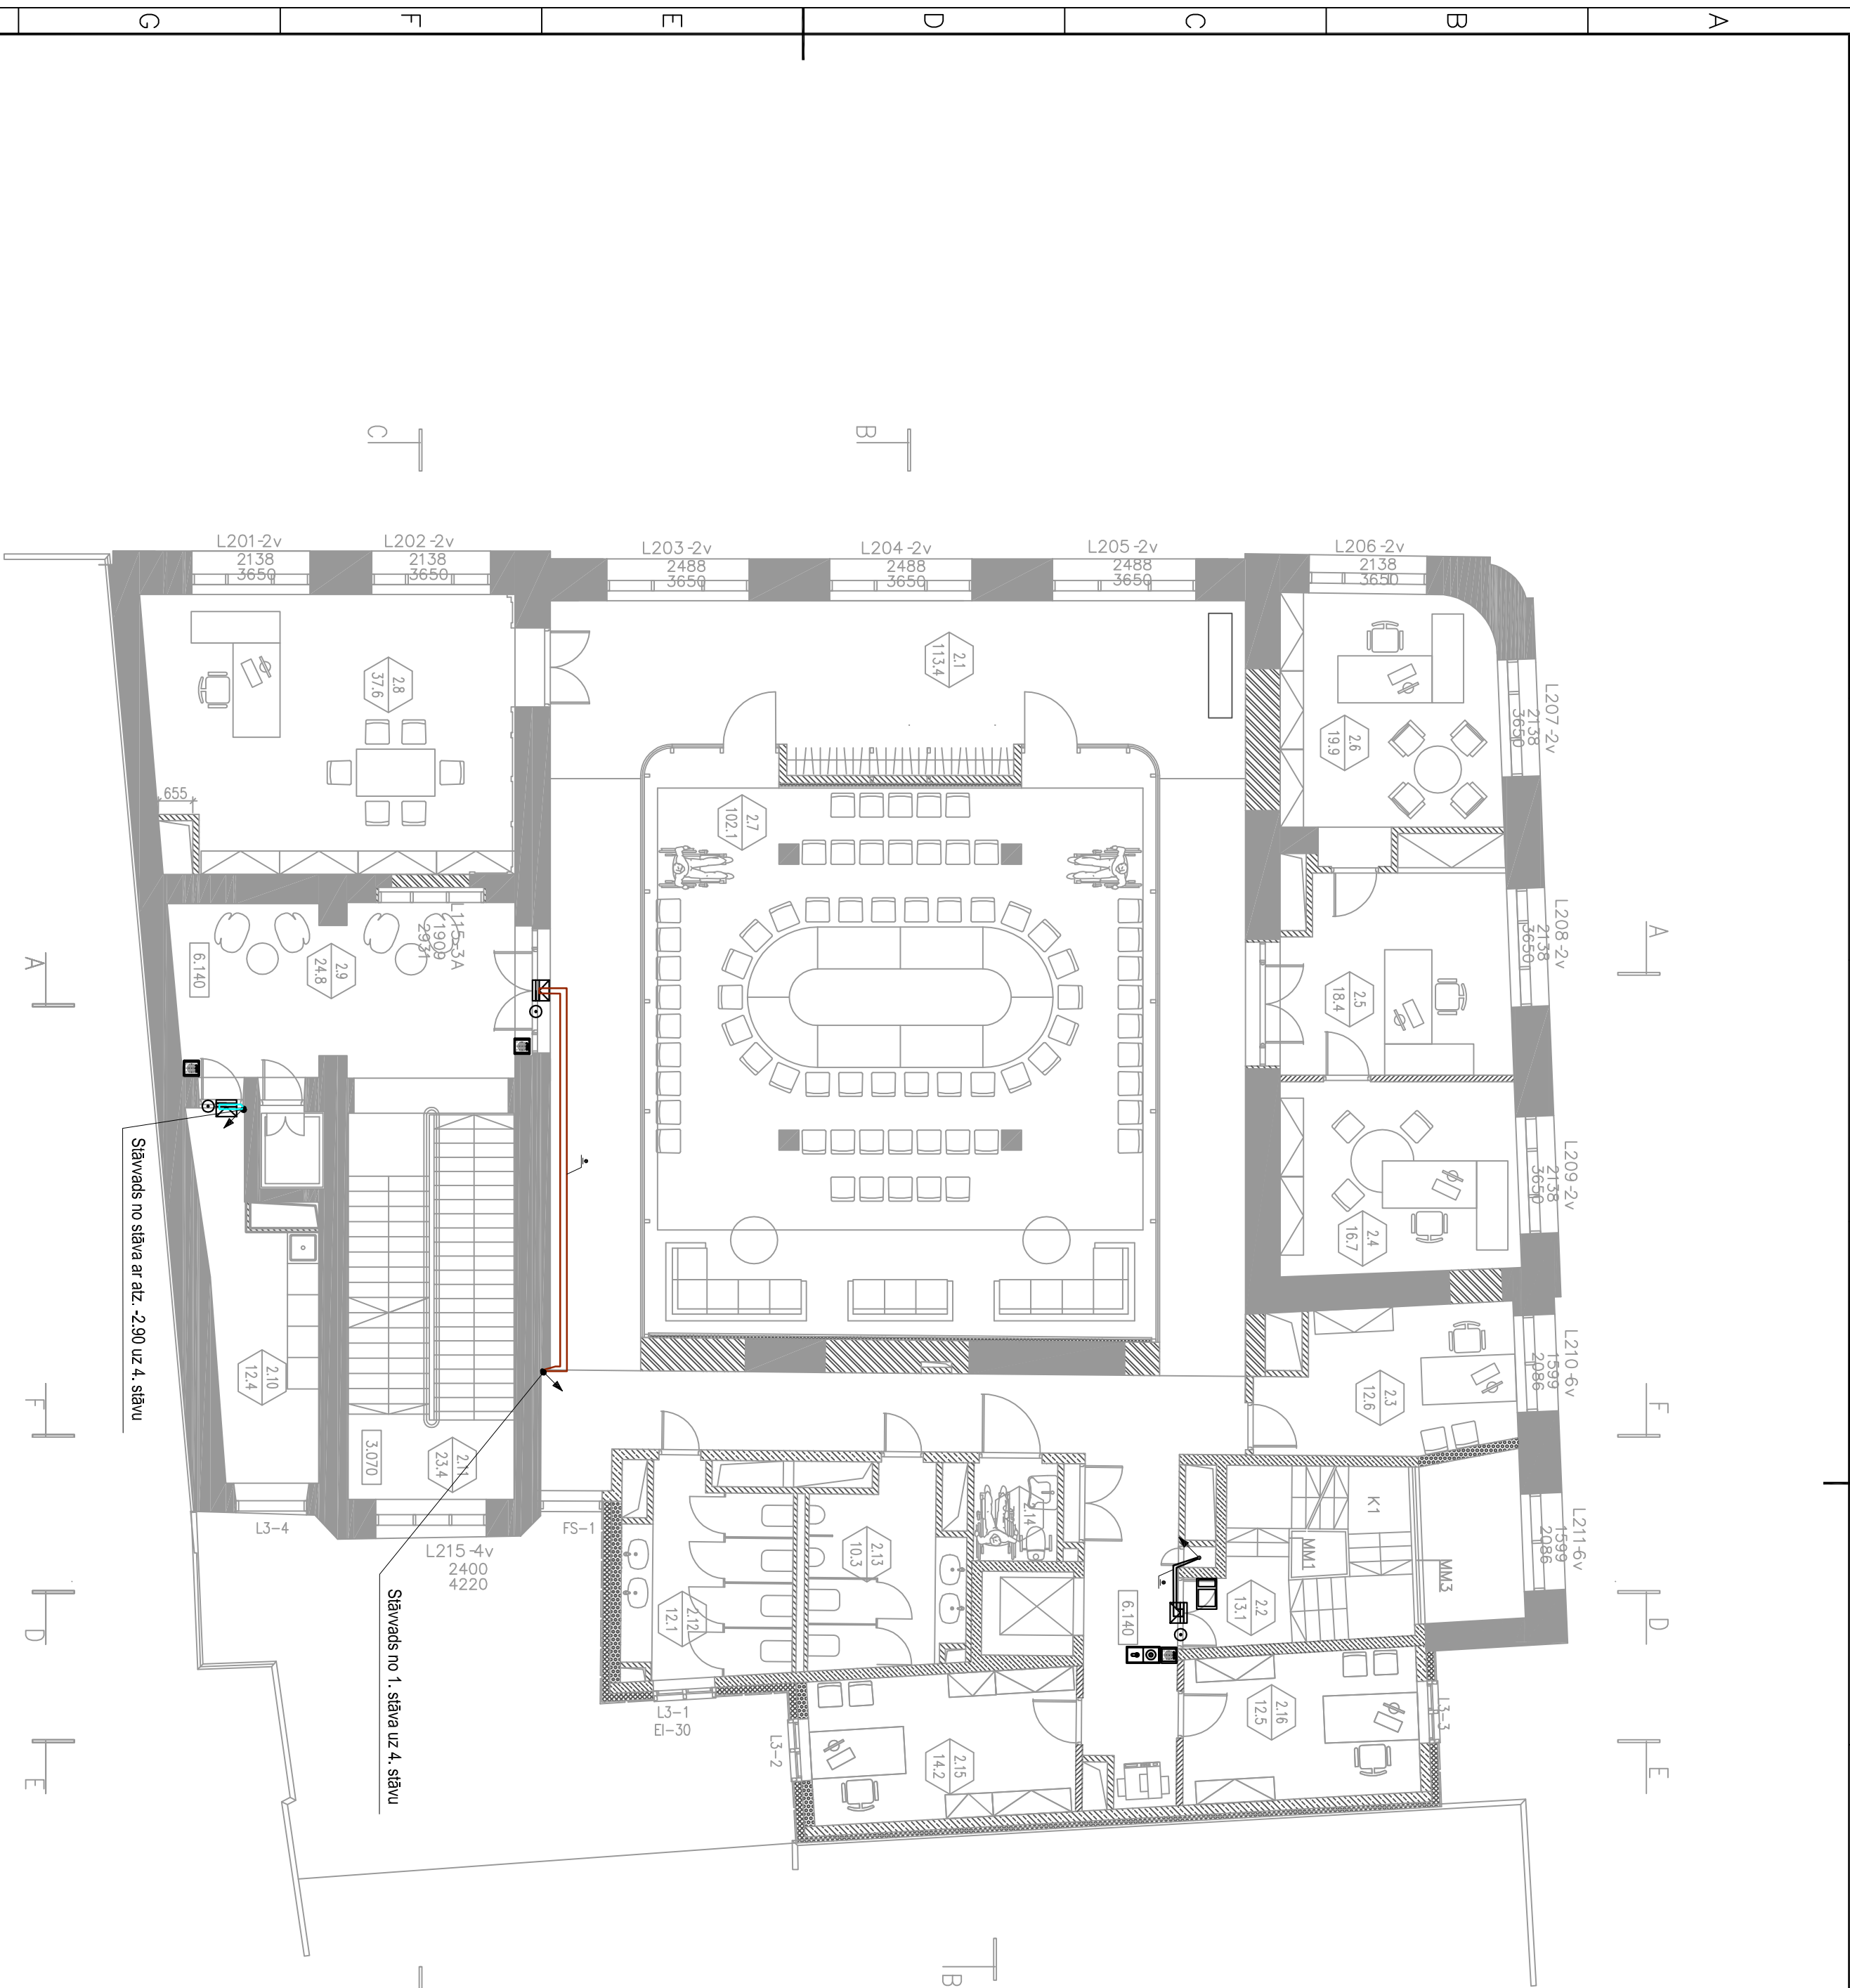 G
F
E
D
C
B
A
C
B
L201-2v
2138
3650
L202-2v
2138
3650
L203-2v
2488
3650
L204-2v
2488
3650
L205-2v
2488
3650
L206-2v
2138
3650
L207-2v
2138
3650
L208-2v
2138
3650
L209-2v
2138
3650
L210-6v
1599
2086
L211-6v
1599
2086
2.1
113.4
2.8
37.6
2.6
19.9
655
2.7
102.1
L115-3A
1909
2931
2.9
24.8
6.140
2.5
18.4
2.4
16.7
2.3
12.6
A
A
F
F
D
D
E
E
Stāvvads no stāva ar atz. -2.90 uz 4. stāvu
2.10
12.4
3.070
2.11
23.4
L3-4
L215-4v
2400
4220
FS-1
Stāvvads no 1. stāva uz 4. stāvu
K1
MM1
MM3
2.13
10.3
2.12
12.1
6.140
2.2
13.1
L3-1
EI-30
L3-2
2.15
14.2
2.16
12.5
L3-3
B